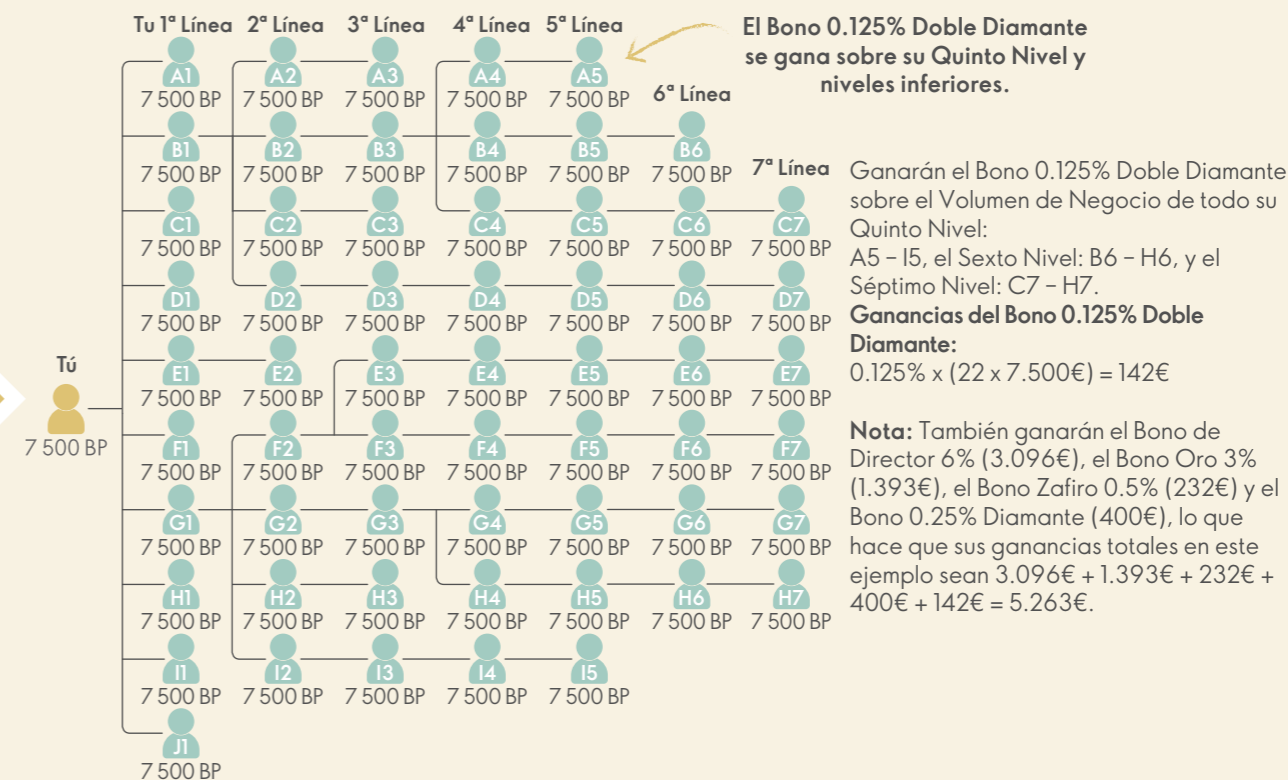 Tu 1ª Línea 2ª Línea 3ª Línea 4ª Línea 5ª Línea
El Bono 0.125% Doble Diamante
se gana sobre su Quinto Nivel y
niveles inferiores.
A1 A2 A3 A4 A5
7 500 BP 7 500 BP 7 500 BP 7 500 BP 7 500 BP
6ª Línea
B1 B2 B3 B4 B5 B6
7 500 BP 7 500 BP 7 500 BP 7 500 BP 7 500 BP 7 500 BP
7ª Línea
C1 C2 C3 C4 C5 C6 C7
7 500 BP 7 500 BP 7 500 BP 7 500 BP 7 500 BP 7 500 BP 7 500 BP
D1 D2 D3 D4 D5 D6 D7
7 500 BP 7 500 BP 7 500 BP 7 500 BP 7 500 BP 7 500 BP 7 500 BP
E1 E2 E3 E4 E5 E6 E7
7 500 BP 7 500 BP 7 500 BP 7 500 BP 7 500 BP 7 500 BP 7 500 BP
Tú
7 500 BP
F1 F2 F3 F4 F5 F6 F7
7 500 BP 7 500 BP 7 500 BP 7 500 BP 7 500 BP 7 500 BP 7 500 BP
G1 G2 G3 G4 G5 G6 G7
7 500 BP 7 500 BP 7 500 BP 7 500 BP 7 500 BP 7 500 BP 7 500 BP
H1 H2 H3 H4 H5 H6 H7
7 500 BP 7 500 BP 7 500 BP 7 500 BP 7 500 BP 7 500 BP 7 500 BP
I1 I2 I3 I4 I5
7 500 BP 7 500 BP 7 500 BP 7 500 BP 7 500 BP
J1
7 500 BP
Ganarán el Bono 0.125% Doble Diamante
sobre el Volumen de Negocio de todo su
Quinto Nivel:
A5 – I5, el Sexto Nivel: B6 – H6, y el
Séptimo Nivel: C7 – H7.
Ganancias del Bono 0.125% Doble
Diamante:
0.125% x (22 x 7.500€) = 142€
Nota: También ganarán el Bono de
Director 6% (3.096€), el Bono Oro 3%
(1.393€), el Bono Zafiro 0.5% (232€) y el
Bono 0.25% Diamante (400€), lo que
hace que sus ganancias totales en este
ejemplo sean 3.096€ + 1.393€ + 232€ +
400€ + 142€ = 5.263€.